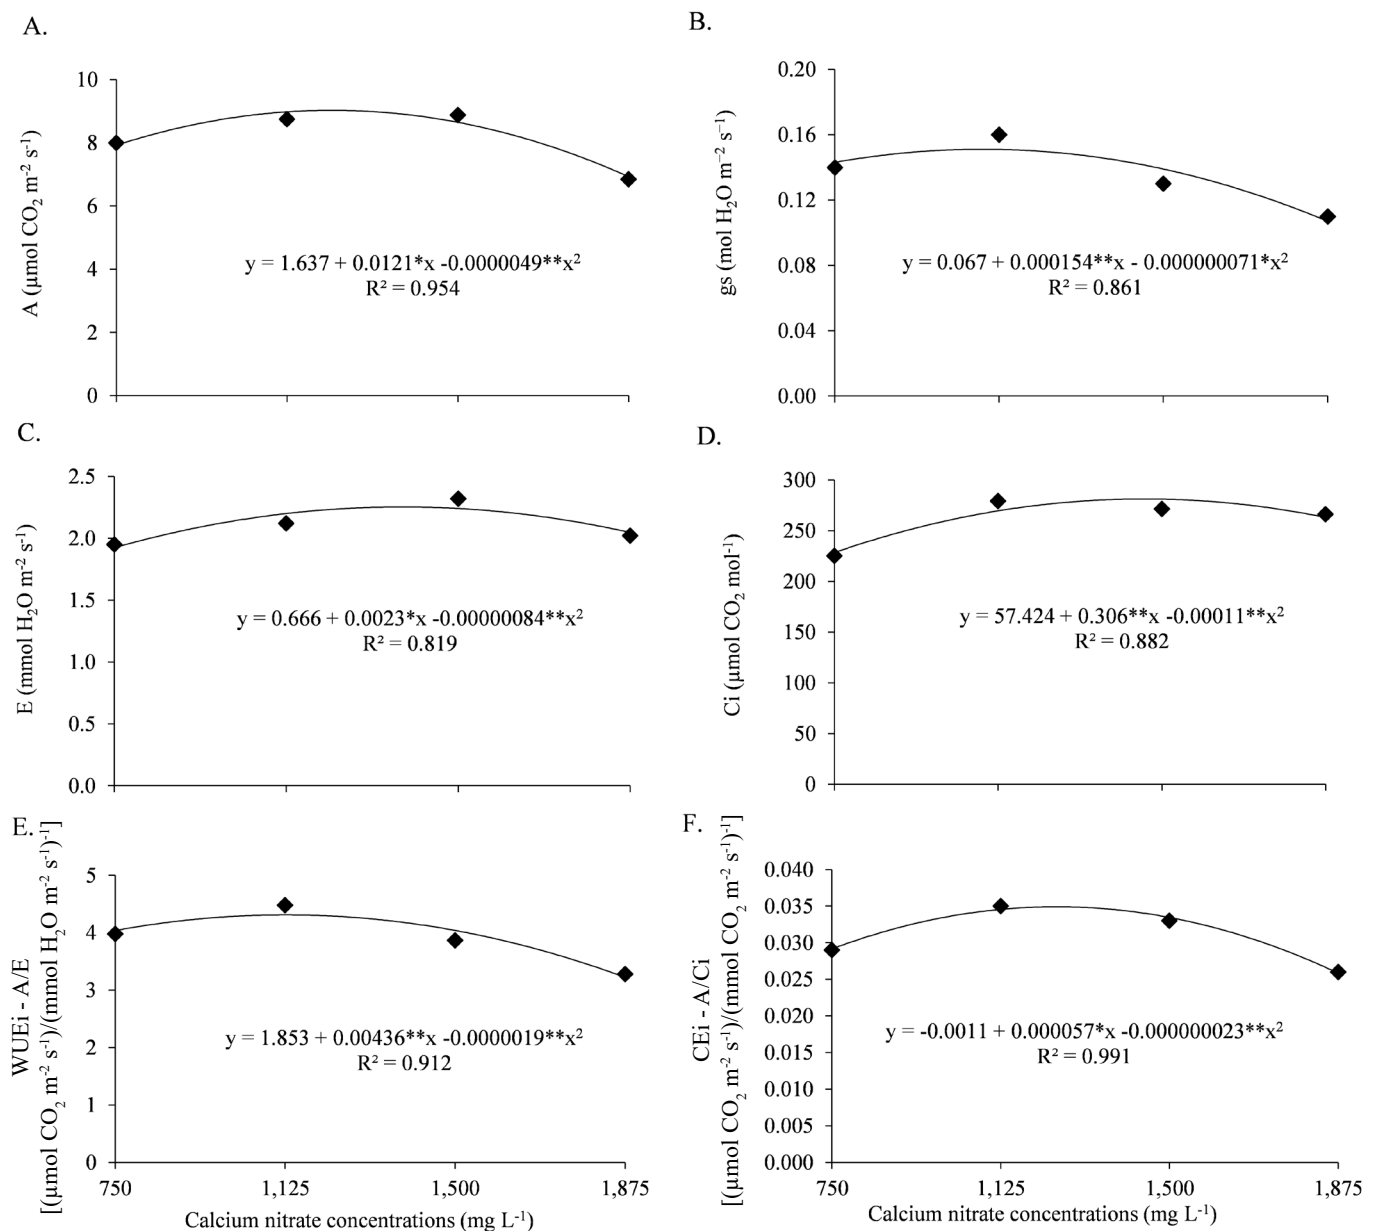 A.
10
8
6
4
2
0
A (µmol CO₂ m⁻² s⁻¹)
y = 1.637 + 0.0121*x -0.0000049**x²
R² = 0.954
B.
0.20
0.16
0.12
0.08
0.04
0.00
gs (mol H₂O m⁻² s⁻¹)
y = 0.067 + 0.000154**x - 0.000000071*x²
R² = 0.861
C.
2.5
2.0
1.5
1.0
0.5
0.0
E (mmol H₂O m⁻² s⁻¹)
y = 0.666 + 0.0023*x -0.00000084**x²
R² = 0.819
D.
300
250
200
150
100
50
0
Ci (µmol CO₂ mol⁻¹)
y = 57.424 + 0.306**x -0.00011**x²
R² = 0.882
E.
5
4
3
2
1
0
WUEi - A/E
[(µmol CO₂ m⁻² s⁻¹)/(mmol H₂O m⁻² s⁻¹)⁻¹]
y = 1.853 + 0.00436**x -0.0000019**x²
R² = 0.912
750 1,125 1,500 1,875
Calcium nitrate concentrations (mg L⁻¹)
F.
0.040
0.035
0.030
0.025
0.020
0.015
0.010
0.005
0.000
CEi - A/Ci
[(µmol CO₂ m⁻² s⁻¹)/(mmol CO₂ m⁻² s⁻¹)⁻¹]
y = -0.0011 + 0.000057*x -0.000000023**x²
R² = 0.991
750 1,125 1,500 1,875
Calcium nitrate concentrations (mg L⁻¹)